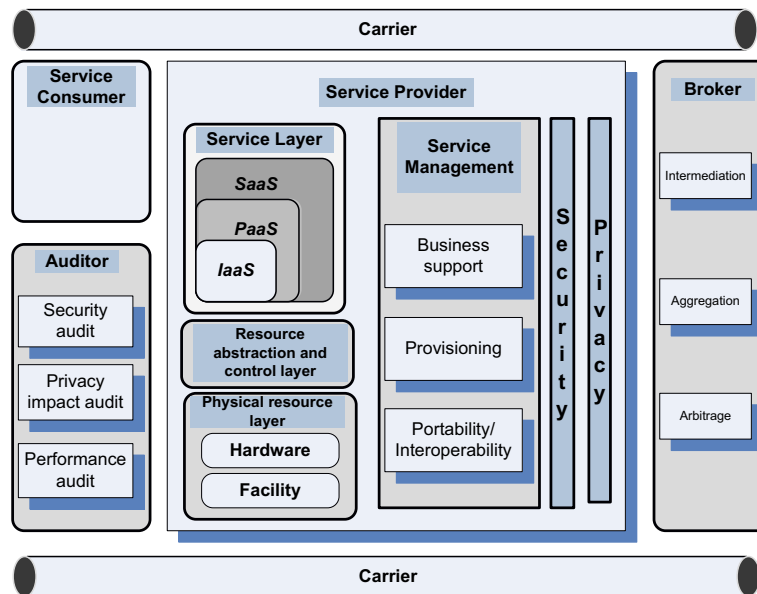 Carrier
Service
Consumer
Auditor
Security
audit
Privacy
impact audit
Performance
audit
Service Provider
Service Layer
SaaS
PaaS
IaaS
Resource
abstraction and
control layer
Physical resource
layer
Hardware
Facility
Service
Management
Business
support
Provisioning
Portability/
Interoperability
Security
Privacy
Broker
Intermediation
Aggregation
Arbitrage
Carrier